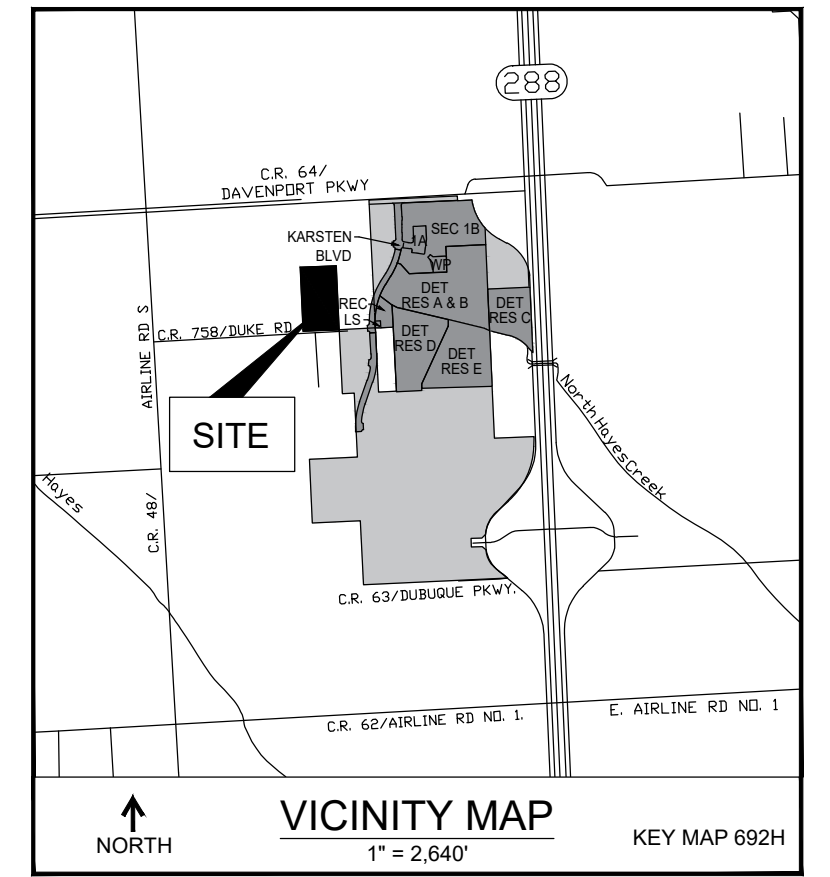 288
C.R. 64/
DAVENPORT PKWY
KARSTEN
BLVD
1A
SEC 1B
WP
DET
RES A & B
DET
RES C
REC
LS
DET
RES D
DET
RES E
C.R. 758/DUKE RD
AIRLINE RD S
SITE
North Hayes Creek
Hayes
C.R. 48/
C.R. 63/DUBUQUE PKWY.
C.R. 62/AIRLINE RD NO. 1.
E. AIRLINE RD NO. 1
NORTH
VICINITY MAP
1" = 2,640'
KEY MAP 692H